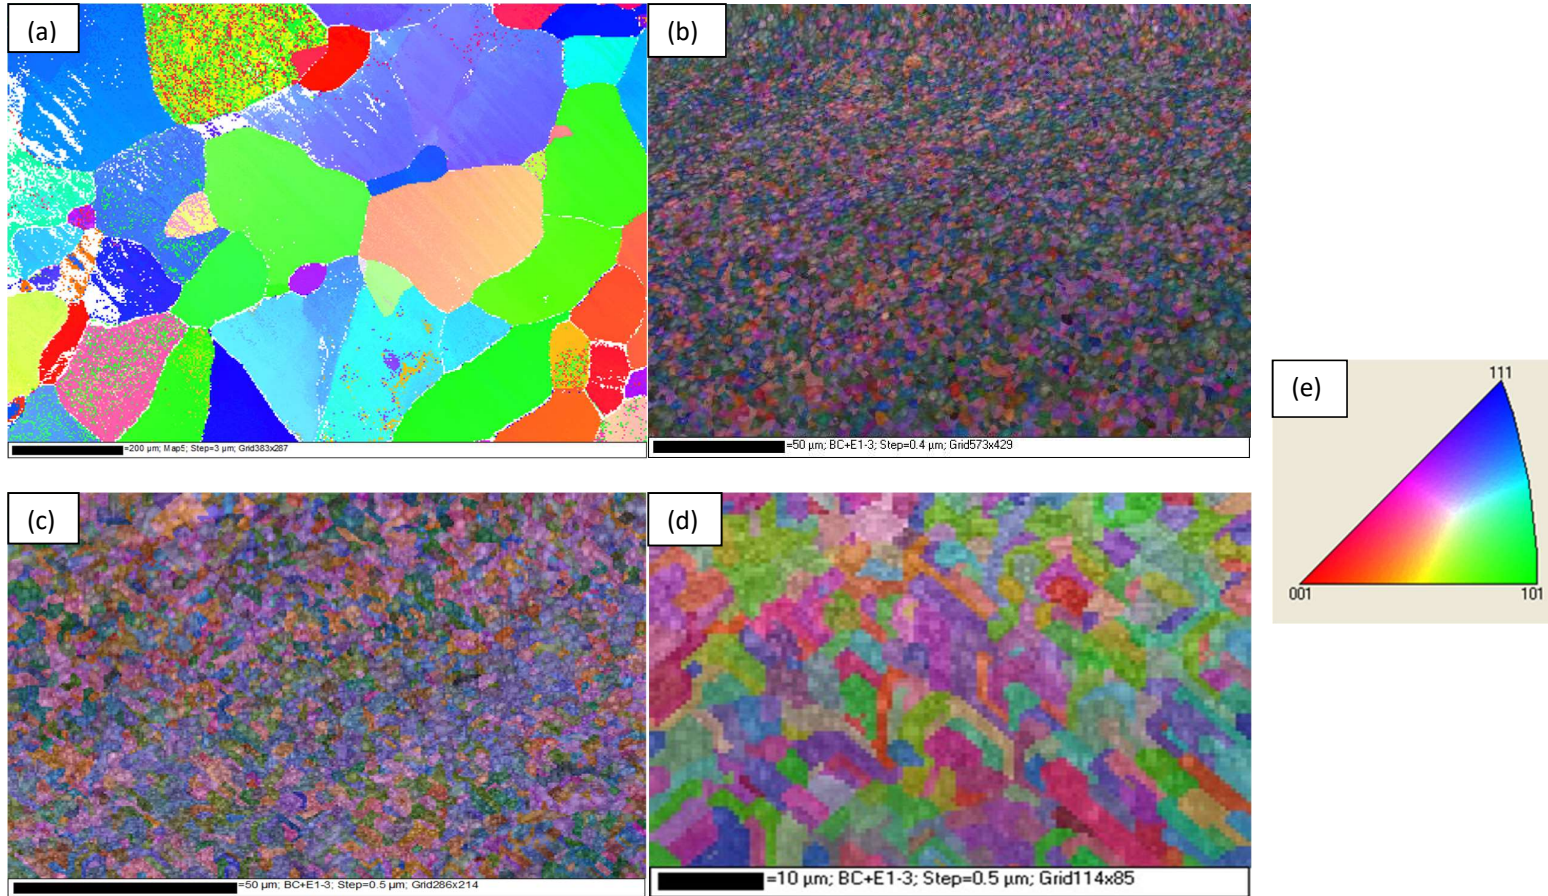 (a)
(b)
=200 µm; Map5; Step=3 µm; Grid383x287
=50 µm; BC+E1-3; Step=0.4 µm; Grid573x429
(e)
111
001
101
(c)
(d)
=50 µm; BC+E1-3; Step=0.5 µm; Grid286x214
=10 µm; BC+E1-3; Step=0.5 µm; Grid114x85